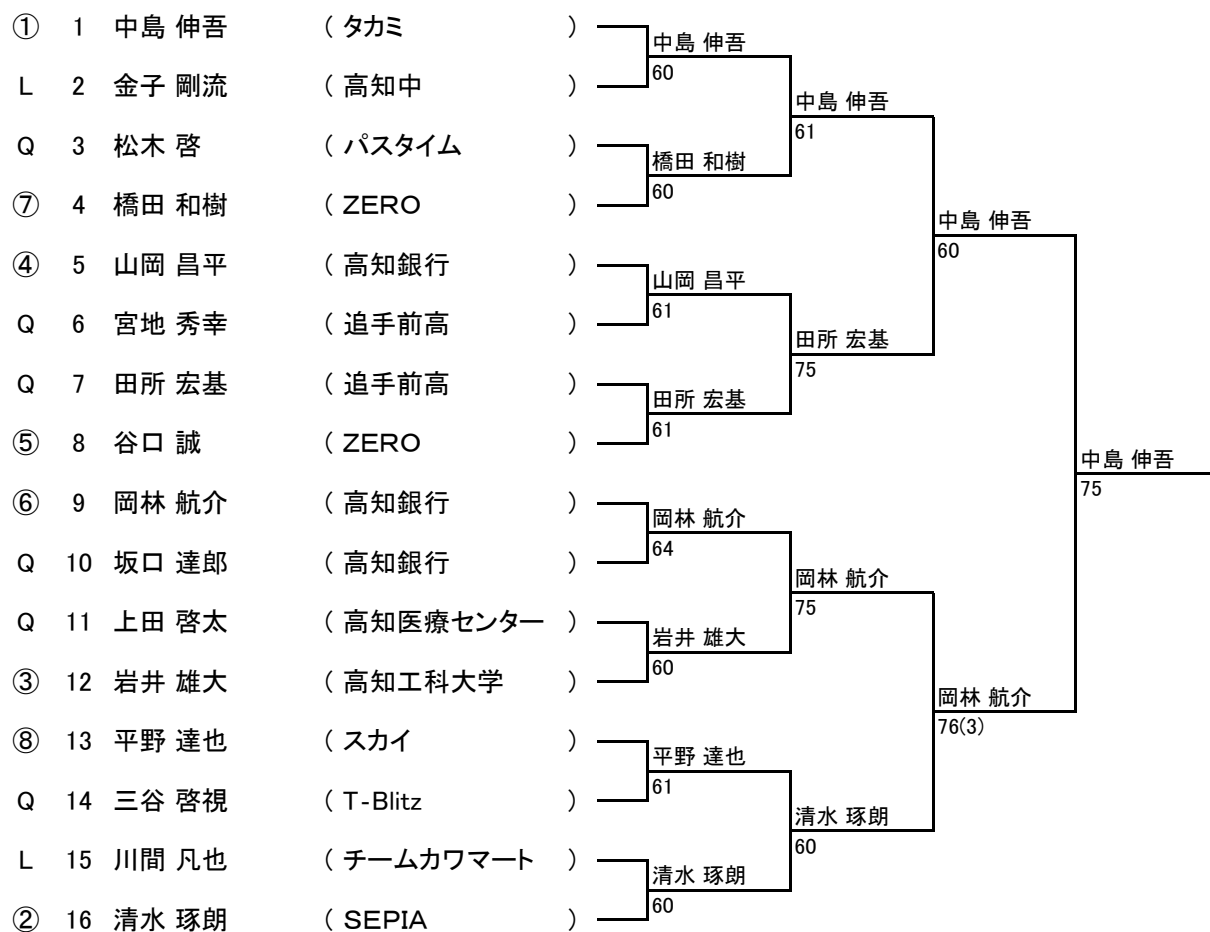 ① 1 中島 伸吾 ( タカミ )
中島 伸吾
60
L 2 金子 剛流 ( 高知中 )
中島 伸吾
61
Q 3 松木 啓 ( パスタイム )
橋田 和樹
60
⑦ 4 橋田 和樹 ( ZERO )
中島 伸吾
60
④ 5 山岡 昌平 ( 高知銀行 )
山岡 昌平
61
Q 6 宮地 秀幸 ( 追手前高 )
田所 宏基
75
Q 7 田所 宏基 ( 追手前高 )
田所 宏基
61
⑤ 8 谷口 誠 ( ZERO )
中島 伸吾
75
⑥ 9 岡林 航介 ( 高知銀行 )
岡林 航介
64
Q 10 坂口 達郎 ( 高知銀行 )
岡林 航介
75
Q 11 上田 啓太 ( 高知医療センター )
岩井 雄大
60
③ 12 岩井 雄大 ( 高知工科大学 )
岡林 航介
76(3)
⑧ 13 平野 達也 ( スカイ )
平野 達也
61
Q 14 三谷 啓視 ( T-Blitz )
清水 琢朗
60
L 15 川間 凡也 ( チームカワマート )
清水 琢朗
60
② 16 清水 琢朗 ( SEPIA )